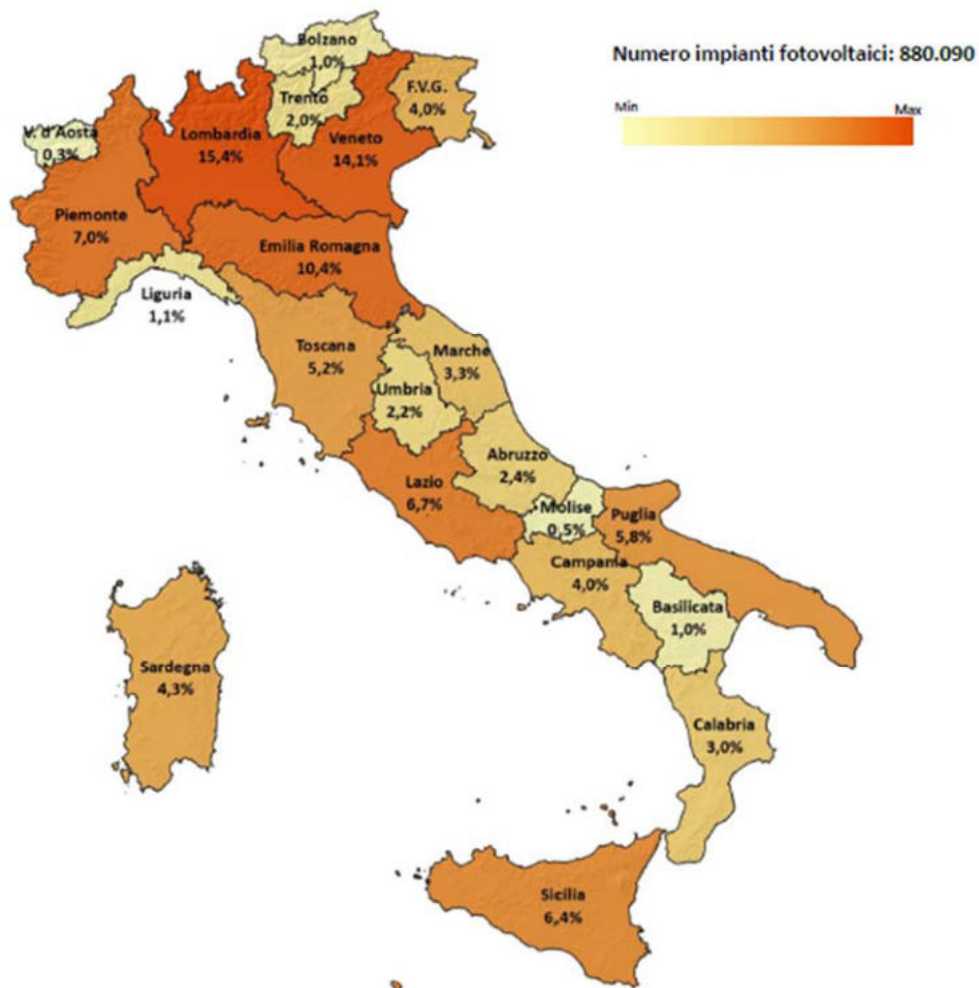 Numero impianti fotovoltaici: 880.090
Min
Max
Bolzano
1,0%
Trento
2,0%
F.V.G.
4,0%
V. d'Aosta
0,3%
Lombardia
15,4%
Veneto
14,1%
Piemonte
7,0%
Emilia Romagna
10,4%
Liguria
1,1%
Toscana
5,2%
Marche
3,3%
Umbria
2,2%
Abruzzo
2,4%
Lazio
6,7%
Molise
0,5%
Puglia
5,8%
Campania
4,0%
Basilicata
1,0%
Sardegna
4,3%
Calabria
3,0%
Sicilia
6,4%